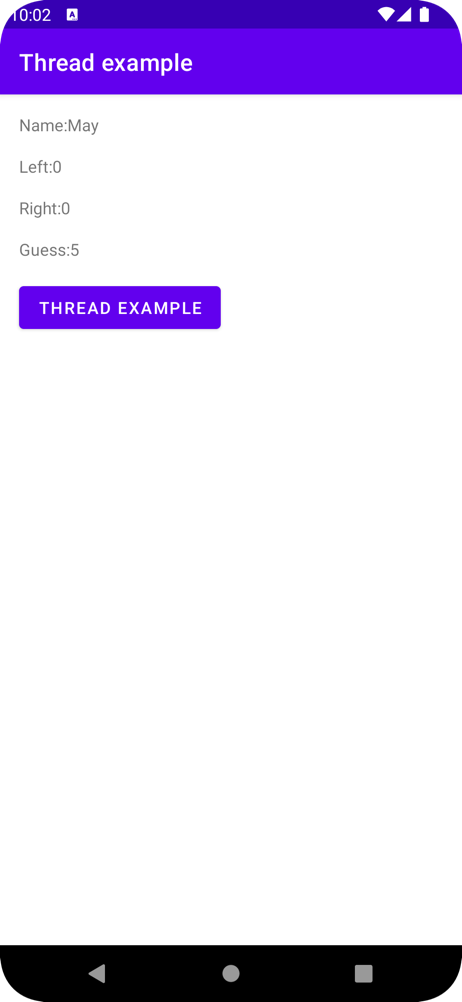 10:02
Thread example
Name:May
Left:0
Right:0
Guess:5
THREAD EXAMPLE